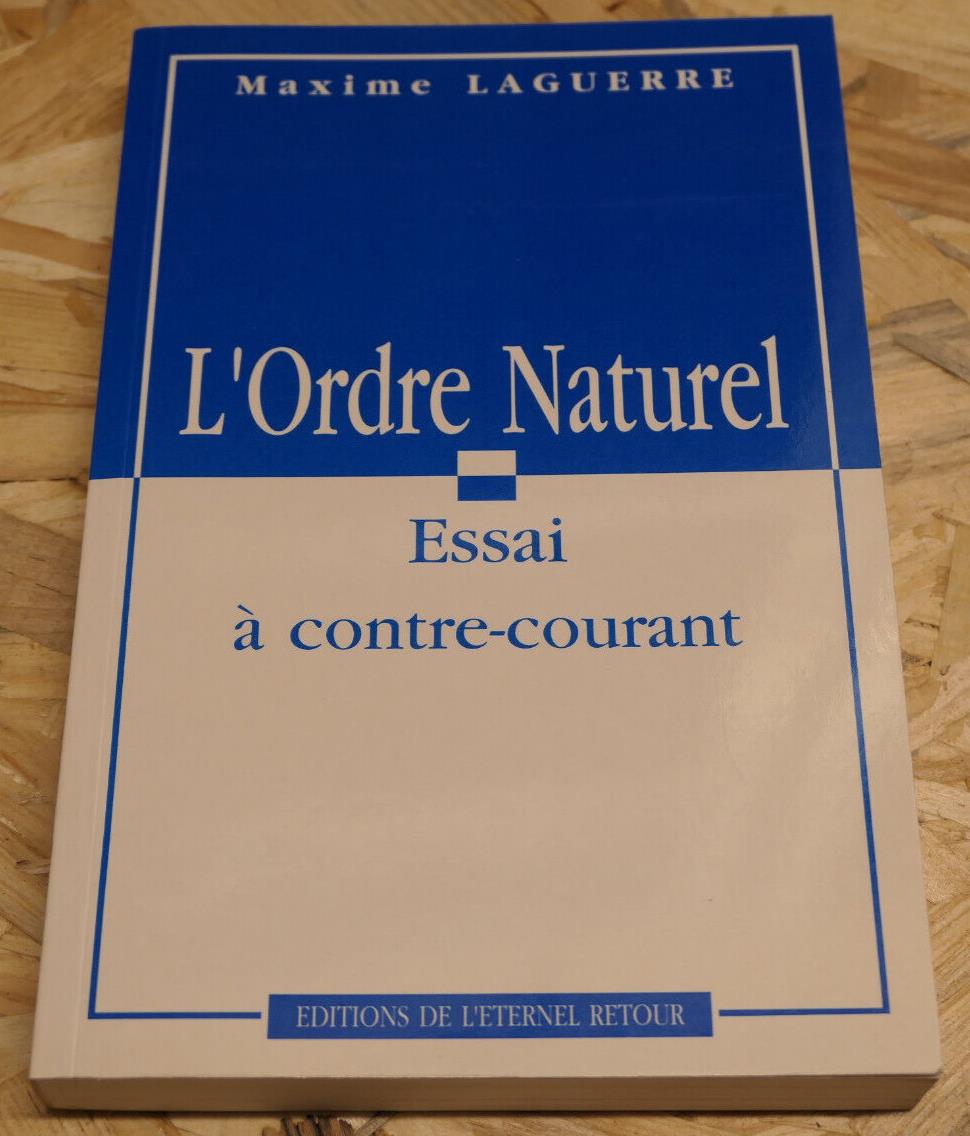 Maxime LAGUERRE
L'Ordre Naturel
Essai
à contre-courant
EDITIONS DE L'ETERNEL RETOUR